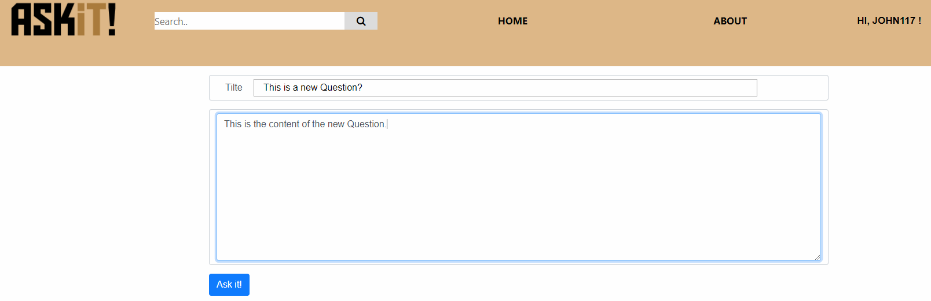 ASKiT!
Search..
HOME
ABOUT
HI, JOHN117 !
Tilte
This is a new Question?
This is the content of the new Question
Ask it!